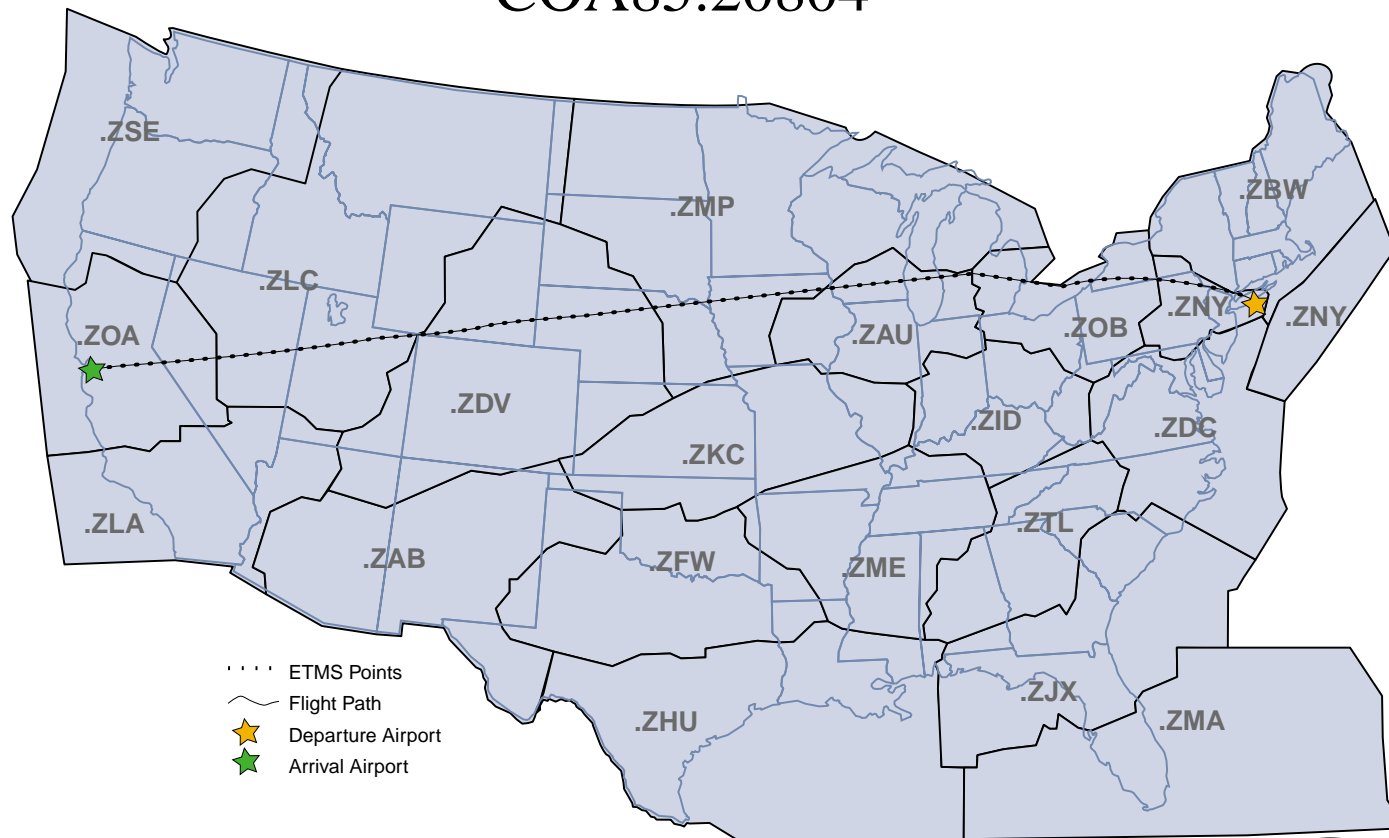 .ZSE
.ZBW
.ZMP
.ZLC
.ZNY
.ZNY
.ZOA
.ZAU
.ZOB
.ZDV
.ZID
.ZDC
.ZKC
.ZLA
.ZTL
.ZAB
.ZFW
.ZME
ETMS Points
Flight Path
Departure Airport
Arrival Airport
.ZHU
.ZJX
.ZMA